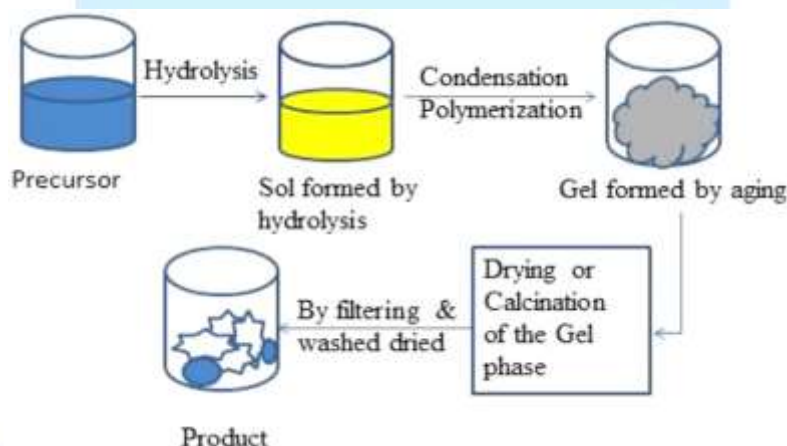 Hydrolysis
Condensation
Polymerization
Precursor
Sol formed by
hydrolysis
Gel formed by aging
Drying or
Calcination
of the Gel
phase
By filtering &
washed dried
Product